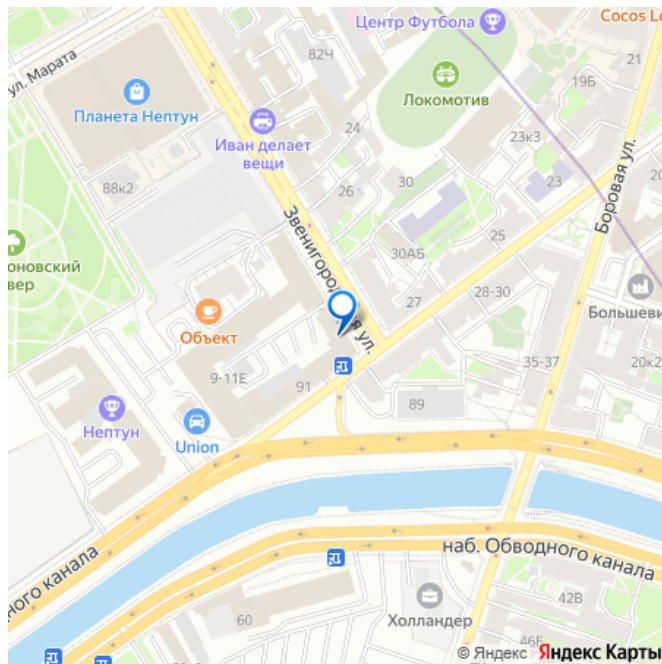 Центр Футбола
Cocos Lo
ул. Марата
82Ч
21
19Б
Локомотив
Планета Нептун
Иван делает
вещи
24
23к3
Боровая ул.
88к2
26
30
23
Звенигородская ул.
оновский
вер
30АБ
25
27
28-30
Большеви
Объект
9-11Е
91
35-37
20к2
89
Нептун
Union
дного канала
наб. Обводного канала
Холландер
60
42В
46Б
© Яндекс Яндекс Карты